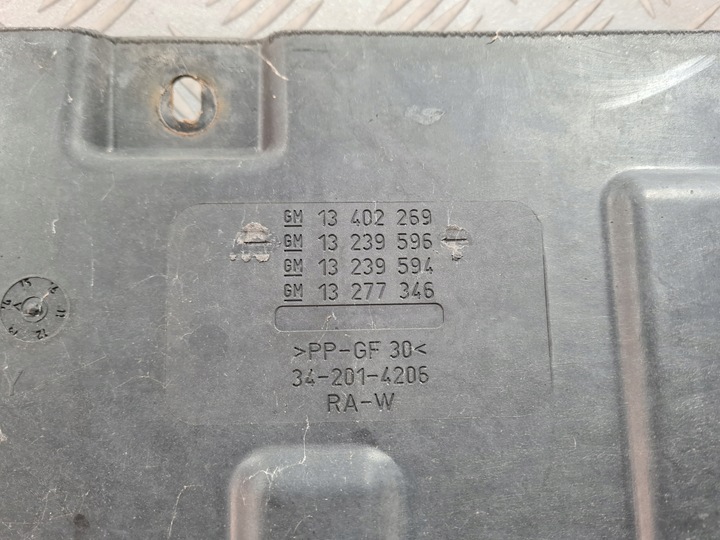 GM 13 402 269
GM 13 239 596
GM 13 239 594
GM 13 277 346
>PP-GF 30<
34-201-4206
RA-W